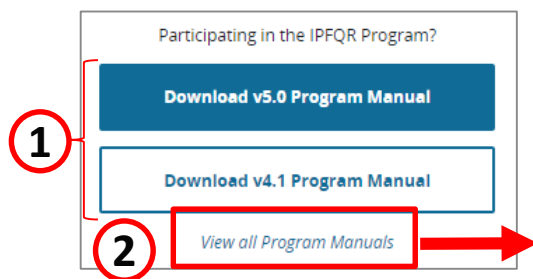 Participating in the IPFQR Program?
1
Download v5.0 Program Manual
Download v4.1 Program Manual
2
View all Program Manuals